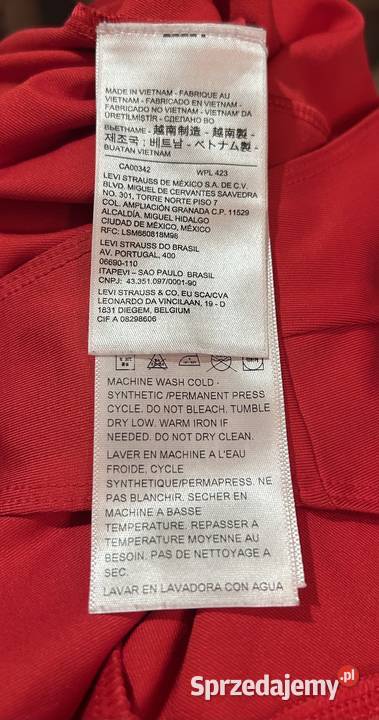 MADE IN VIETNAM - FABRIQUE AU
VIETNAM - FABRICADO EN VIETNAM -
FABRICADO NO VIETNAM - VIETNAM' DA
ÜRETİLMİŞTİR - СДЕЛАНО ВО
ВЬЕТНАМЕ - 越南制造 - 越南製 -
제조국 : 베트남 - ベトナム製 -
BUATAN VIETNAM
CA00342 WPL 423
LEVI STRAUSS DE MÉXICO S.A. DE C.V.
BLVD. MIGUEL DE CERVANTES SAAVEDRA
NO. 301, TORRE NORTE PISO 7
COL. AMPLIACIÓN GRANADA C.P. 11529
ALCALDÍA. MIGUEL HIDALGO
CIUDAD DE MÉXICO, MÉXICO
RFC: LSM660818M98
LEVI STRAUSS DO BRASIL
AV. PORTUGAL, 400
06690-110
ITAPEVI – SAO PAULO BRASIL
CNPJ: 43.351.097/0001-90
LEVI STRAUSS & CO. EU SCA/CVA
LEONARDO DA VINCILAAN, 19 - D
1831 DIEGEM, BELGIUM
CIF A 08298606
MACHINE WASH COLD -
SYNTHETIC /PERMANENT PRESS
CYCLE. DO NOT BLEACH. TUMBLE
DRY LOW. WARM IRON IF
NEEDED. DO NOT DRY CLEAN.
LAVER EN MACHINE A L'EAU
FROIDE, CYCLE
SYNTHETIQUE/PERMAPRESS. NE
PAS BLANCHIR. SECHER EN
MACHINE A BASSE
TEMPERATURE. REPASSER A
TEMPERATURE MOYENNE AU
BESOIN. PAS DE NETTOYAGE A
SEC.
LAVAR EN LAVADORA CON AGUA
Sprzedajemy.pl